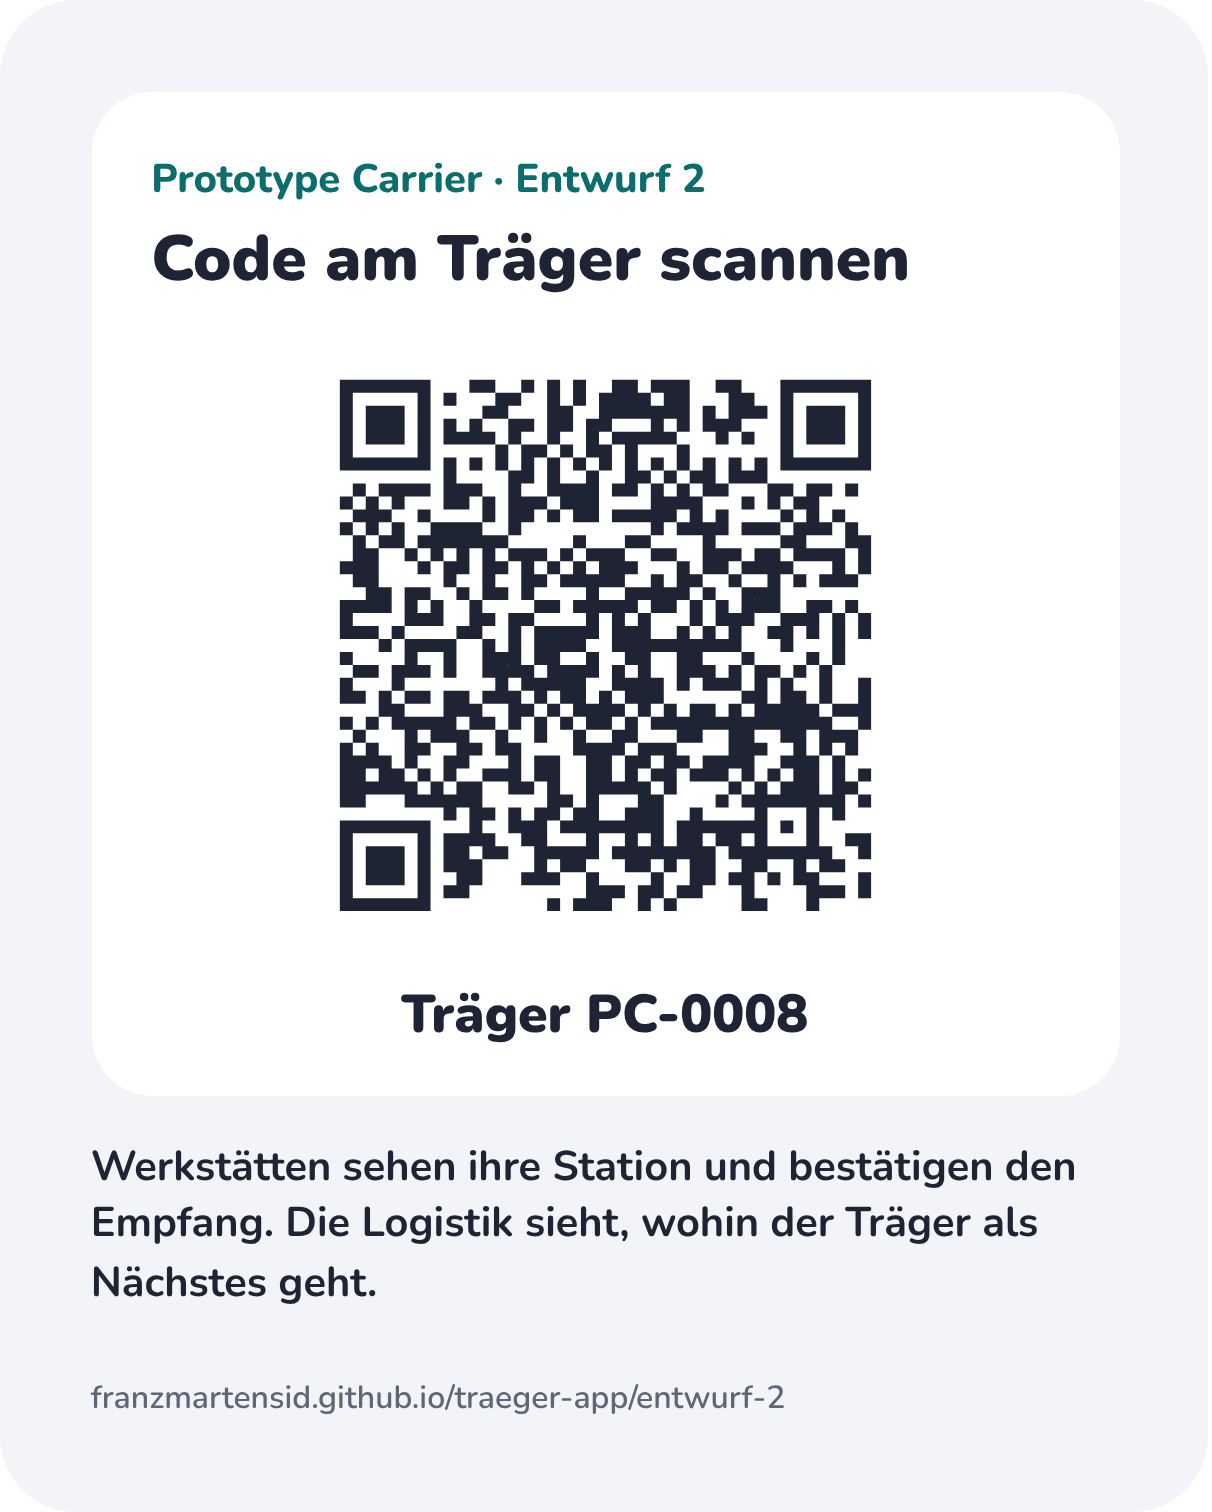 Prototype Carrier · Entwurf 2
Code am Träger scannen
Träger PC-0008
Werkstätten sehen ihre Station und bestätigen den
Empfang. Die Logistik sieht, wohin der Träger als
Nächstes geht.
franzmartensid.github.io/traeger-app/entwurf-2